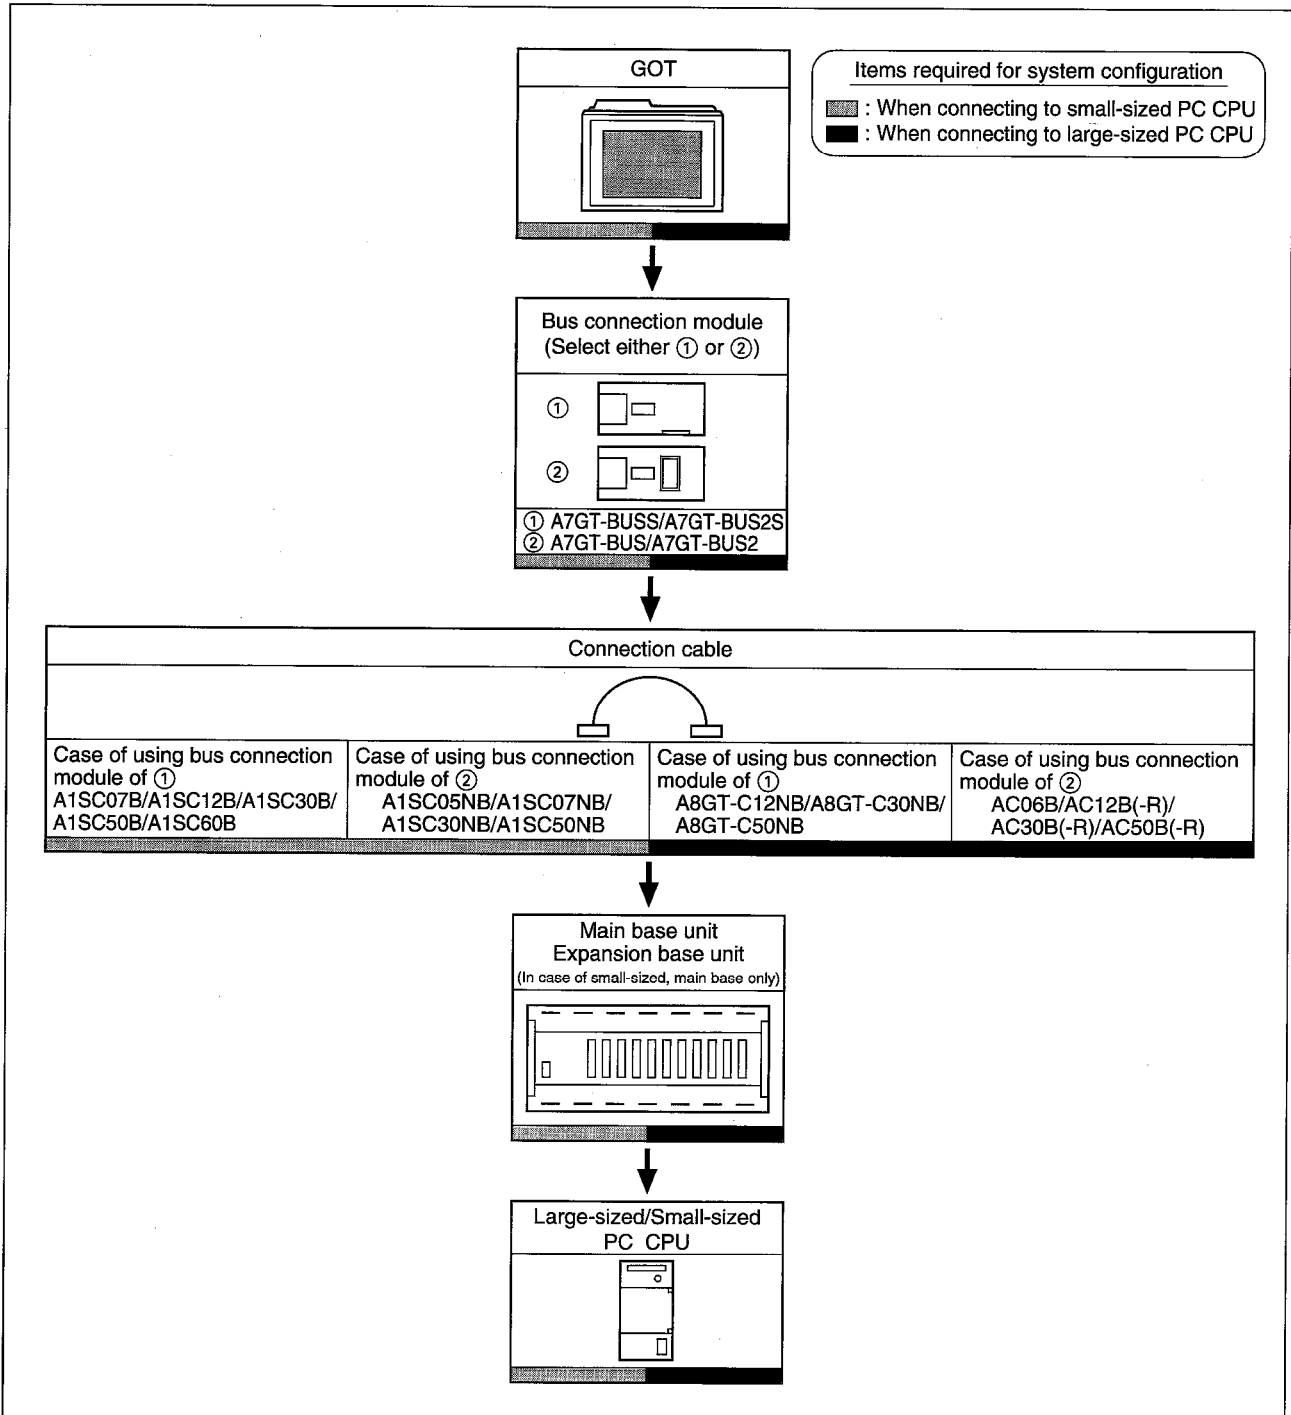 GOT
Items required for system configuration
: When connecting to small-sized PC CPU
: When connecting to large-sized PC CPU
Bus connection module
(Select either ① or ②)
①
②
① A7GT-BUSS/A7GT-BUS2S
② A7GT-BUS/A7GT-BUS2
Connection cable
Case of using bus connection
module of ①
A1SC07B/A1SC12B/A1SC30B/
A1SC50B/A1SC60B
Case of using bus connection
module of ②
A1SC05NB/A1SC07NB/
A1SC30NB/A1SC50NB
Case of using bus connection
module of ①
A8GT-C12NB/A8GT-C30NB/
A8GT-C50NB
Case of using bus connection
module of ②
AC06B/AC12B(-R)/
AC30B(-R)/AC50B(-R)
Main base unit
Expansion base unit
(In case of small-sized, main base only)
Large-sized/Small-sized
PC CPU